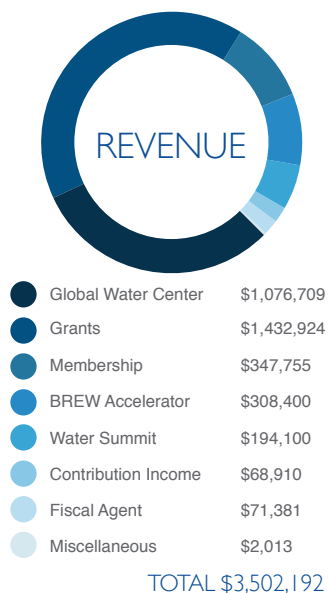 REVENUE
Global Water Center $1,076,709
Grants $1,432,924
Membership $347,755
BREW Accelerator $308,400
Water Summit $194,100
Contribution Income $68,910
Fiscal Agent $71,381
Miscellaneous $2,013
TOTAL $3,502,192